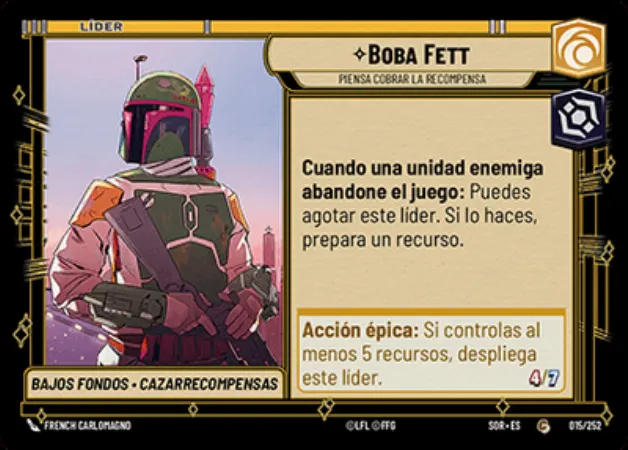 LÍDER
BOBA FETT
PIENSA COBRAR LA RECOMPENSA
Cuando una unidad enemiga
abandone el juego: Puedes
agotar este líder. Si lo haces,
prepara un recurso.
Acción épica: Si controlas al
menos 5 recursos, despliega
este líder.
4/7
BAJOS FONDOS • CAZARRECOMPENSAS
FRENCH CARLOMAGNO
©LFL ©FFG
SOR•ES
C
015/252